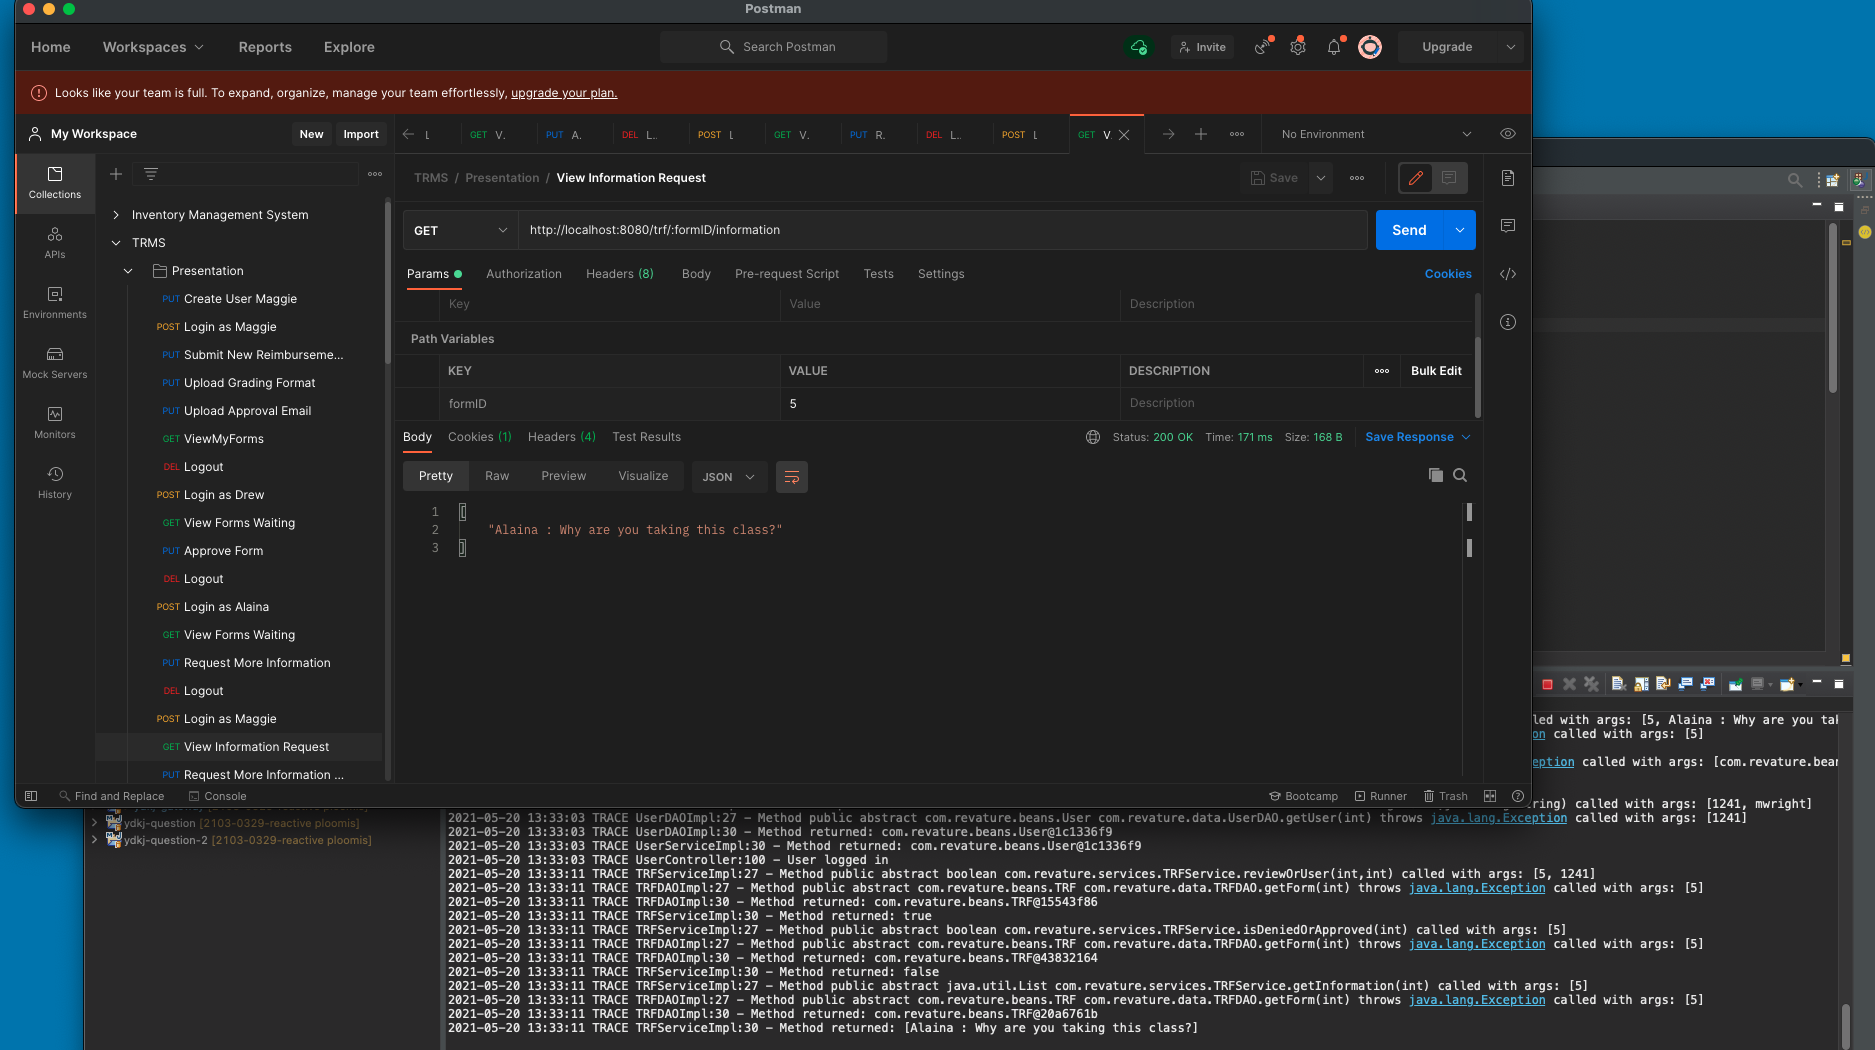 Postman
Home Workspaces Reports Explore Search Postman Invite Upgrade
Looks like your team is full. To expand, organize, manage your team effortlessly, upgrade your plan.
My Workspace New Import
GET V. PUT A. DEL L.. POST L GET V. PUT R. DEL L.. POST L GET V. No Environment
Collections
APIs
Environments
Mock Servers
Monitors
History
Inventory Management System
TRMS
Presentation
PUT Create User Maggie
POST Login as Maggie
PUT Submit New Reimburseme...
PUT Upload Grading Format
PUT Upload Approval Email
GET ViewMyForms
DEL Logout
POST Login as Drew
GET View Forms Waiting
PUT Approve Form
DEL Logout
POST Login as Alaina
GET View Forms Waiting
PUT Request More Information
DEL Logout
POST Login as Maggie
GET View Information Request
PUT Request More Information ...
TRMS / Presentation / View Information Request Save
GET http://localhost:8080/trf/:formID/information Send
Params Authorization Headers (8) Body Pre-request Script Tests Settings Cookies
Key Value Description
Path Variables
KEY VALUE DESCRIPTION Bulk Edit
formID 5 Description
Body Cookies (1) Headers (4) Test Results Status: 200 OK Time: 171 ms Size: 168 B Save Response
Pretty Raw Preview Visualize JSON
1 [
2 "Alaina : Why are you taking this class?"
3 ]
Find and Replace Console Bootcamp Runner Trash
led with args: [5, Alaina : Why are you tak
on called with args: [5]
eption called with args: [com.revature.bear
ring) called with args: [1241, mwright]
ydkj-question [2103-0329-reactive ploomis]
ydkj-question-2 [2103-0329-reactive ploomis]
2021-05-20 13:33:03 TRACE UserDAOImpl:27 - Method public abstract com.revature.beans.User com.revature.data.UserDAO.getUser(int) throws java.lang.Exception called with args: [1241]
2021-05-20 13:33:03 TRACE UserDAOImpl:30 - Method returned: com.revature.beans.User@1c1336f9
2021-05-20 13:33:03 TRACE UserServiceImpl:30 - Method returned: com.revature.beans.User@1c1336f9
2021-05-20 13:33:03 TRACE UserController:100 - User logged in
2021-05-20 13:33:11 TRACE TRFServiceImpl:27 - Method public abstract boolean com.revature.services.TRFService.reviewOrUser(int,int) called with args: [5, 1241]
2021-05-20 13:33:11 TRACE TRFDAOImpl:27 - Method public abstract com.revature.beans.TRF com.revature.data.TRFDAO.getForm(int) throws java.lang.Exception called with args: [5]
2021-05-20 13:33:11 TRACE TRFDAOImpl:30 - Method returned: com.revature.beans.TRF@15543f86
2021-05-20 13:33:11 TRACE TRFServiceImpl:30 - Method returned: true
2021-05-20 13:33:11 TRACE TRFServiceImpl:27 - Method public abstract boolean com.revature.services.TRFService.isDeniedOrApproved(int) called with args: [5]
2021-05-20 13:33:11 TRACE TRFDAOImpl:27 - Method public abstract com.revature.beans.TRF com.revature.data.TRFDAO.getForm(int) throws java.lang.Exception called with args: [5]
2021-05-20 13:33:11 TRACE TRFDAOImpl:30 - Method returned: com.revature.beans.TRF@43832164
2021-05-20 13:33:11 TRACE TRFServiceImpl:30 - Method returned: false
2021-05-20 13:33:11 TRACE TRFServiceImpl:27 - Method public abstract java.util.List com.revature.services.TRFService.getInformation(int) called with args: [5]
2021-05-20 13:33:11 TRACE TRFDAOImpl:27 - Method public abstract com.revature.beans.TRF com.revature.data.TRFDAO.getForm(int) throws java.lang.Exception called with args: [5]
2021-05-20 13:33:11 TRACE TRFDAOImpl:30 - Method returned: com.revature.beans.TRF@20a6761b
2021-05-20 13:33:11 TRACE TRFServiceImpl:30 - Method returned: [Alaina : Why are you taking this class?]